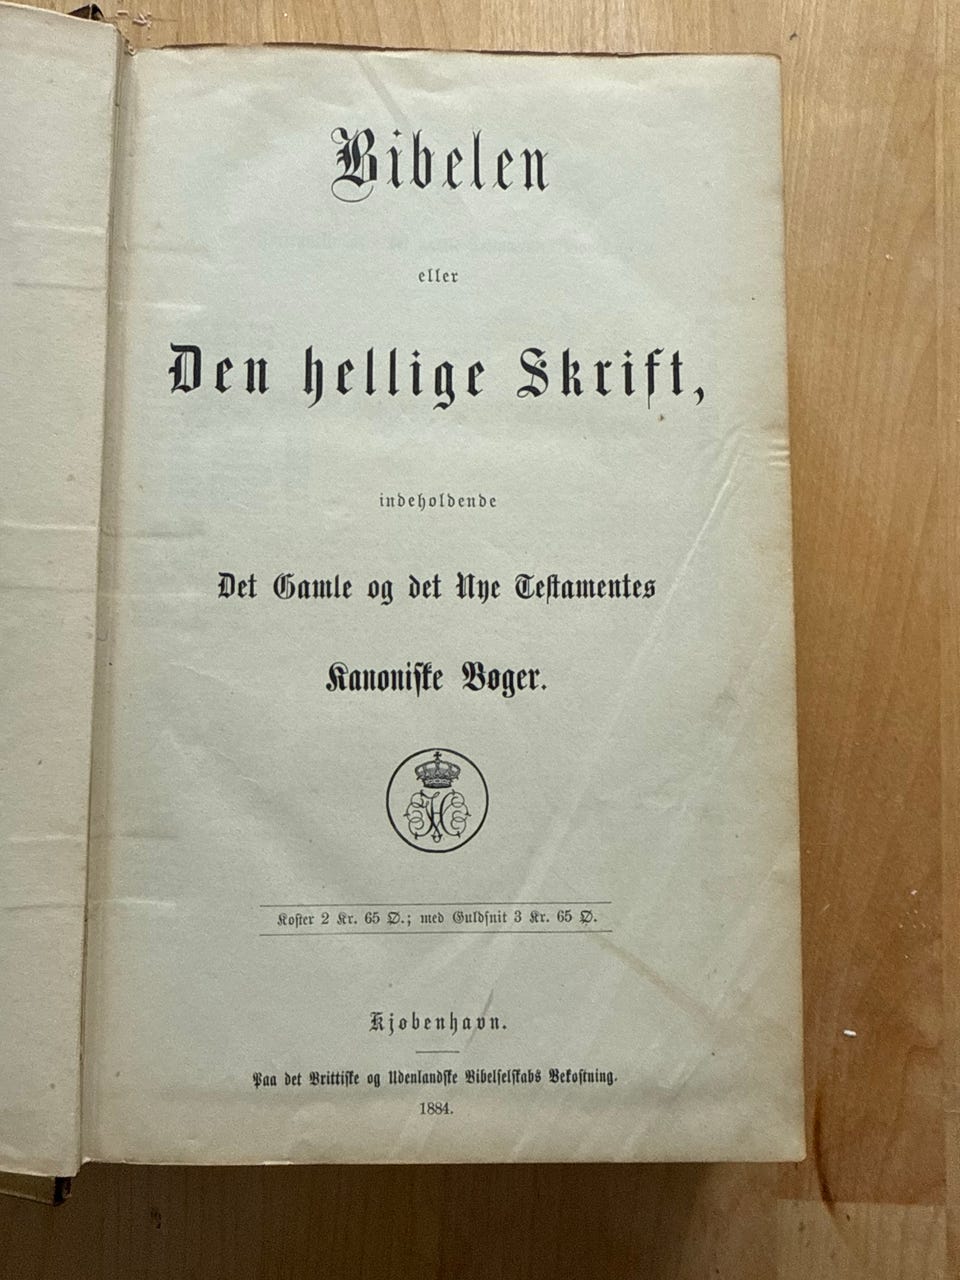 Bibelen
eller
Den hellige Skrift,
indeholdende
Det Gamle og det Nye Testamentes
Kanoniske Bøger.
Koster 2 Kr. 65 Ø.; med Guldsnit 3 Kr. 65 Ø.
Kjøbenhavn.
Paa det Brittiske og Udenlandske Bibelselskabs Bekostning.
1884.